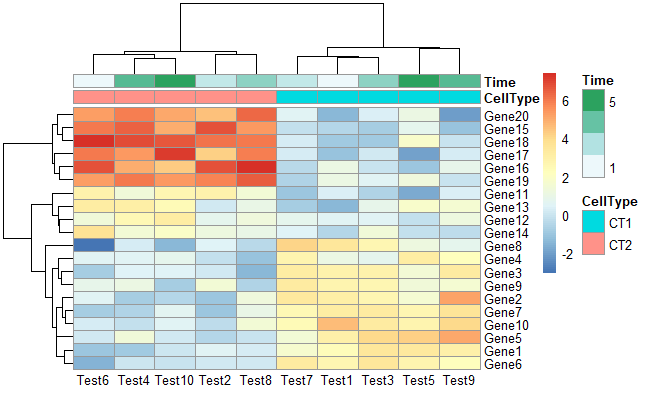 Time
CellType
Gene20
Gene15
Gene18
Gene17
Gene16
Gene19
Gene11
Gene13
Gene12
Gene14
Gene8
Gene4
Gene3
Gene9
Gene2
Gene7
Gene10
Gene5
Gene1
Gene6
Test6 Test4 Test10 Test2 Test8 Test7 Test1 Test3 Test5 Test9
6
4
2
0
-2
Time
5
1
CellType
CT1
CT2